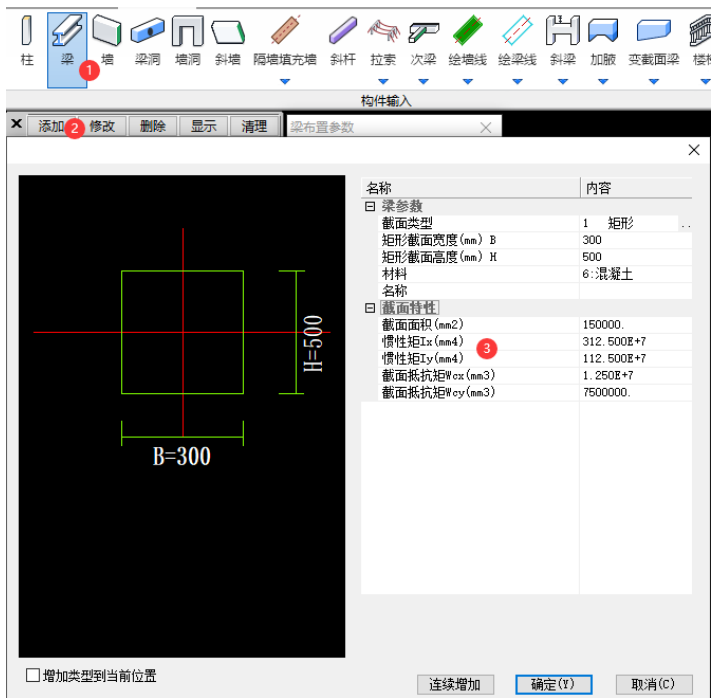 柱 梁 墙 梁洞 墙洞 斜墙 隔墙填充墙 斜杆 拉索 次梁 绘墙线 绘梁线 斜梁 加腋 变截面梁
1
构件输入
× 添加 2 修改 删除 显示 清理 梁布置参数 ×
×
名称 内容
梁参数
截面类型 1 矩形 ..
矩形截面宽度(mm) B 300
矩形截面高度(mm) H 500
材料 6:混凝土
名称
截面特性
截面面积(mm2) 150000.
惯性矩Ix(mm4) 312.500E+7
3
惯性矩Iy(mm4) 112.500E+7
截面抵抗矩Wcx(mm3) 1.250E+7
截面抵抗矩Wcy(mm3) 7500000.
H=500
B=300
增加类型到当前位置
连续增加 确定(Y) 取消(C)